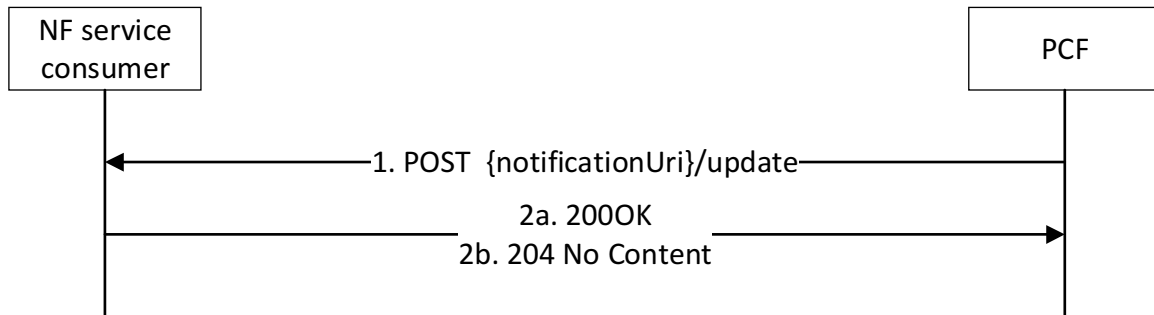 NF service
consumer
PCF
1. POST  {notificationUri}/update
2a. 200OK
2b. 204 No Content